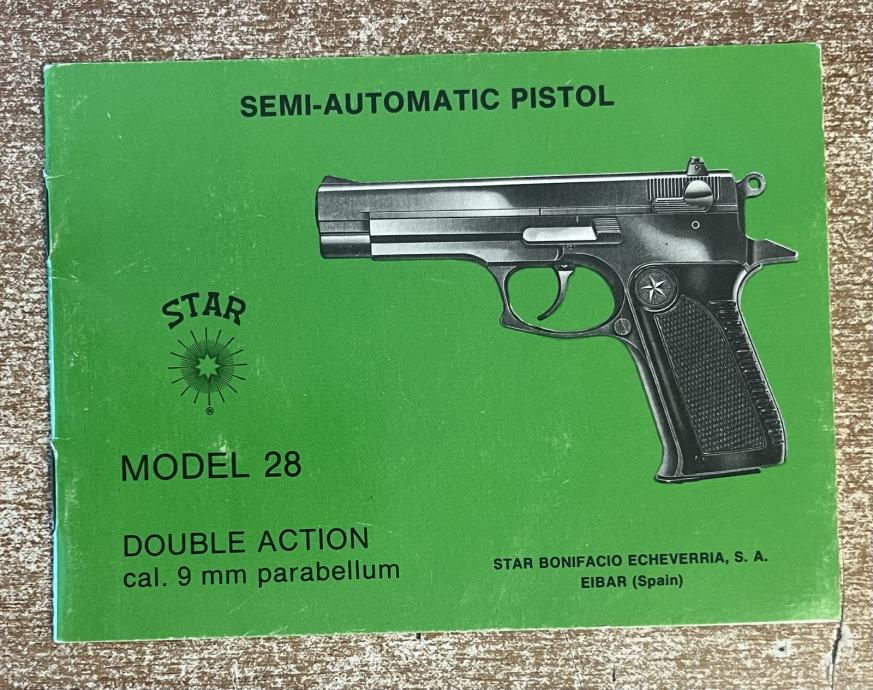 SEMI-AUTOMATIC PISTOL
STAR
®
MODEL 28
DOUBLE ACTION
cal. 9 mm parabellum
STAR BONIFACIO ECHEVERRIA, S. A.
EIBAR (Spain)